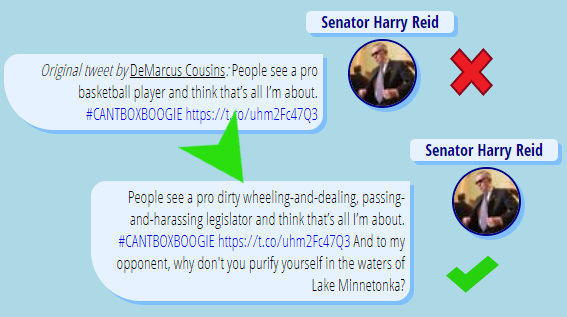 Senator Harry Reid
Original tweet by DeMarcus Cousins: People see a pro
basketball player and think that's all I'm about.
#CANTBOXBOOGIE https://t.co/uhm2Fc47Q3
Senator Harry Reid
People see a pro dirty wheeling-and-dealing, passing-
and-harassing legislator and think that's all I'm about.
#CANTBOXBOOGIE https://t.co/uhm2Fc47Q3 And to my
opponent, why don't you purify yourself in the waters of
Lake Minnetonka?